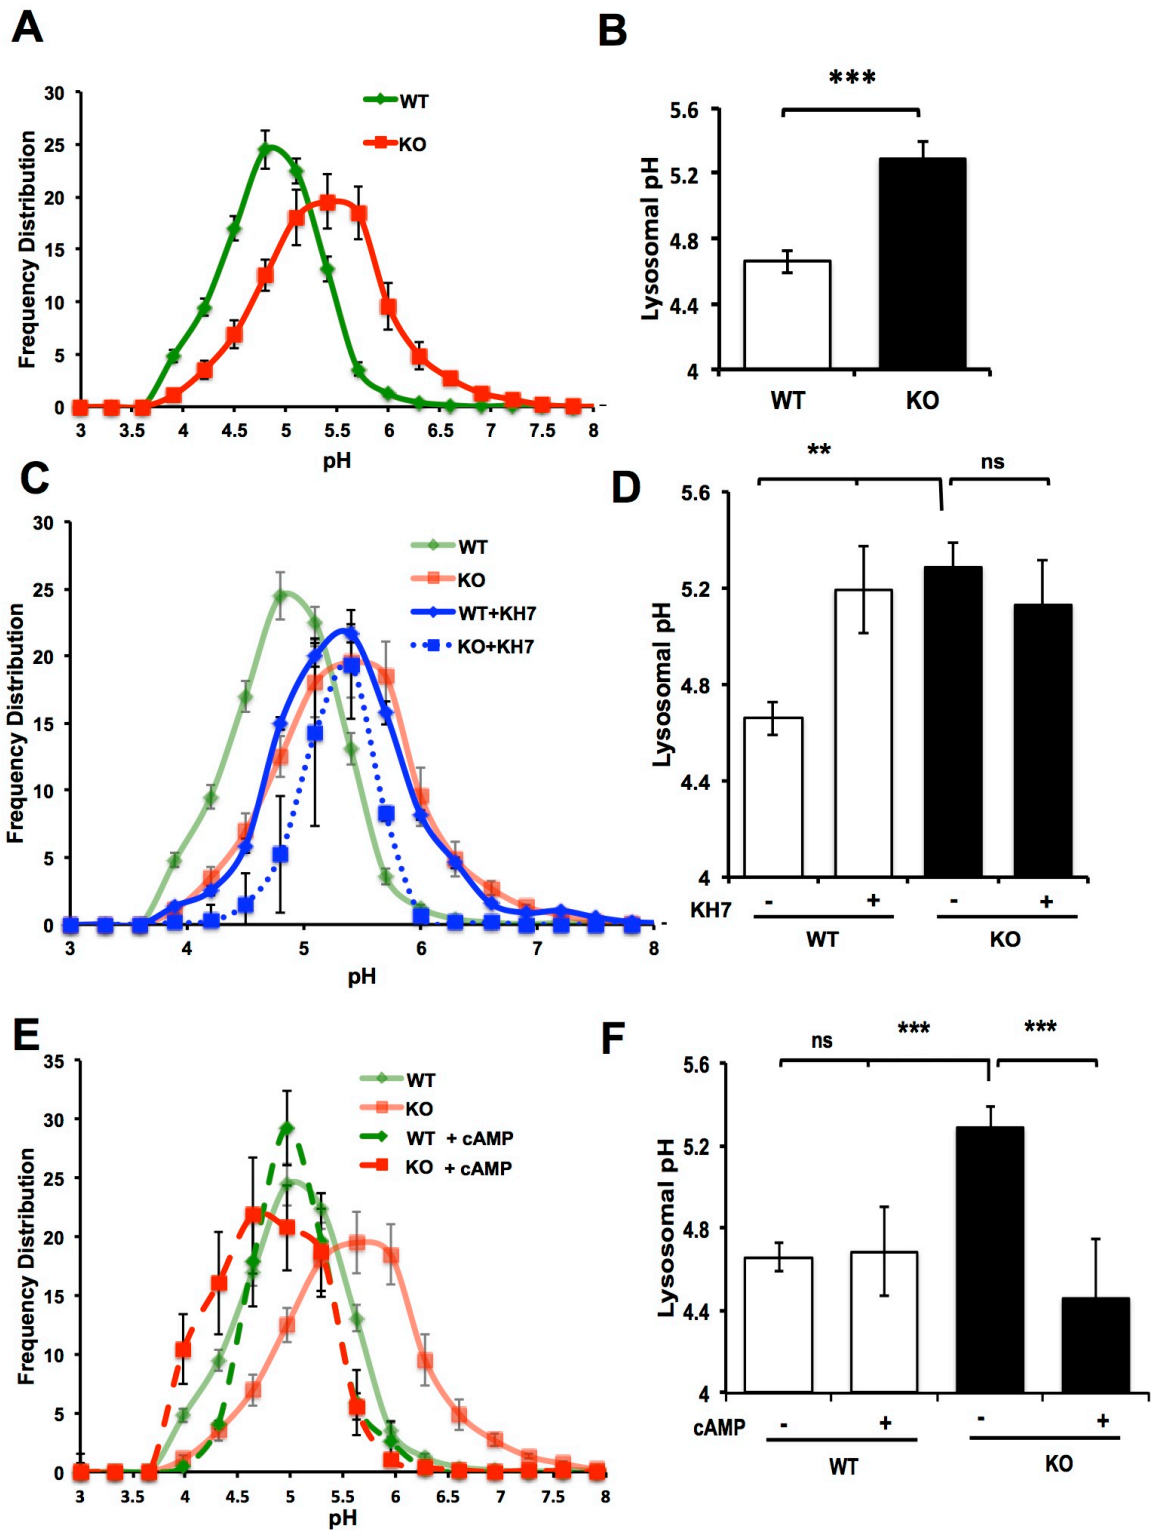 A
30
25
20
15
10
5
0
Frequency Distribution
3 3.5 4 4.5 5 5.5 6 6.5 7 7.5 8
pH
WT
KO
B
***
5.6
5.2
4.8
4.4
4
Lysosomal pH
WT KO
C
30
25
20
15
10
5
0
Frequency Distribution
3 4 5 6 7 8
pH
WT
KO
WT+KH7
KO+KH7
D
** ns
5.6
5.2
4.8
4.4
4
Lysosomal pH
KH7 - + - +
WT KO
E
35
30
25
20
15
10
5
0
Frequency Distribution
3 3.5 4 4.5 5 5.5 6 6.5 7 7.5 8
pH
WT
KO
WT + cAMP
KO + cAMP
F
ns *** ***
5.6
5.2
4.8
4.4
4
Lysosomal pH
cAMP - + - +
WT KO